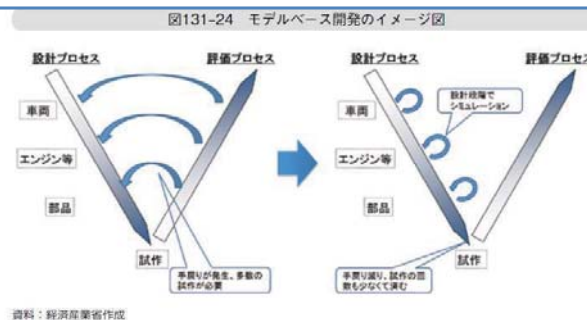 図131-24 モデルベース開発のイメージ図
設計プロセス
評価プロセス
車両
エンジン等
部品
試作
手戻りが発生、多数の
試作が必要
設計プロセス
評価プロセス
設計段階で
シミュレーション
車両
エンジン等
部品
試作
手戻り減り、試作の回
数も少なくて済む
資料：経済産業省作成